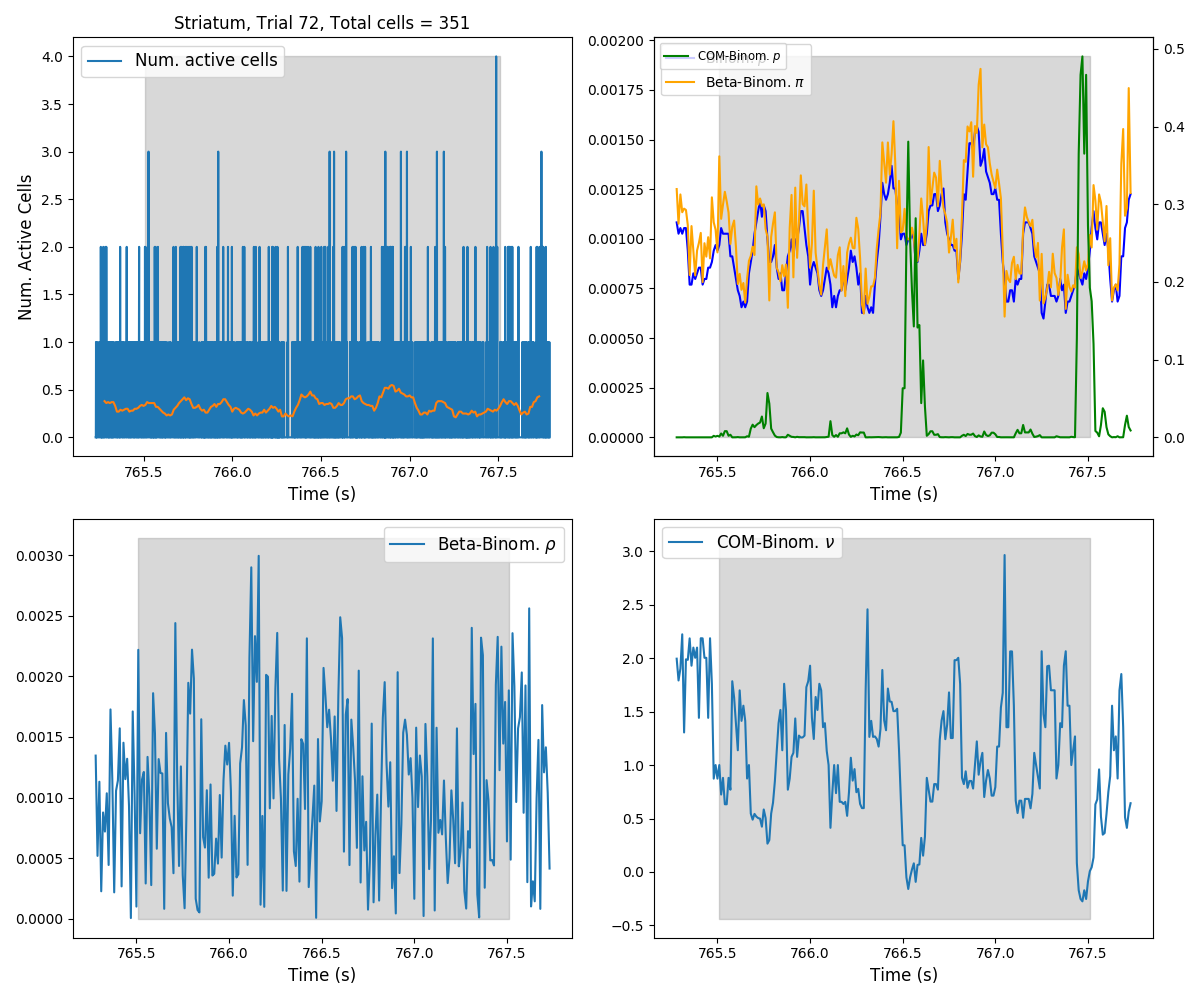 Striatum, Trial 72, Total cells = 351
Num. active cells
Num. Active Cells
4.0
3.5
3.0
2.5
2.0
1.5
1.0
0.5
0.0
765.5 766.0 766.5 767.0 767.5
Time (s)
COM-Binom. p
Beta-Binom. π
0.00200
0.00175
0.00150
0.00125
0.00100
0.00075
0.00050
0.00025
0.00000
0.5
0.4
0.3
0.2
0.1
0.0
765.5 766.0 766.5 767.0 767.5
Time (s)
Beta-Binom. ρ
0.0030
0.0025
0.0020
0.0015
0.0010
0.0005
0.0000
765.5 766.0 766.5 767.0 767.5
Time (s)
COM-Binom. ν
3.0
2.5
2.0
1.5
1.0
0.5
0.0
−0.5
765.5 766.0 766.5 767.0 767.5
Time (s)